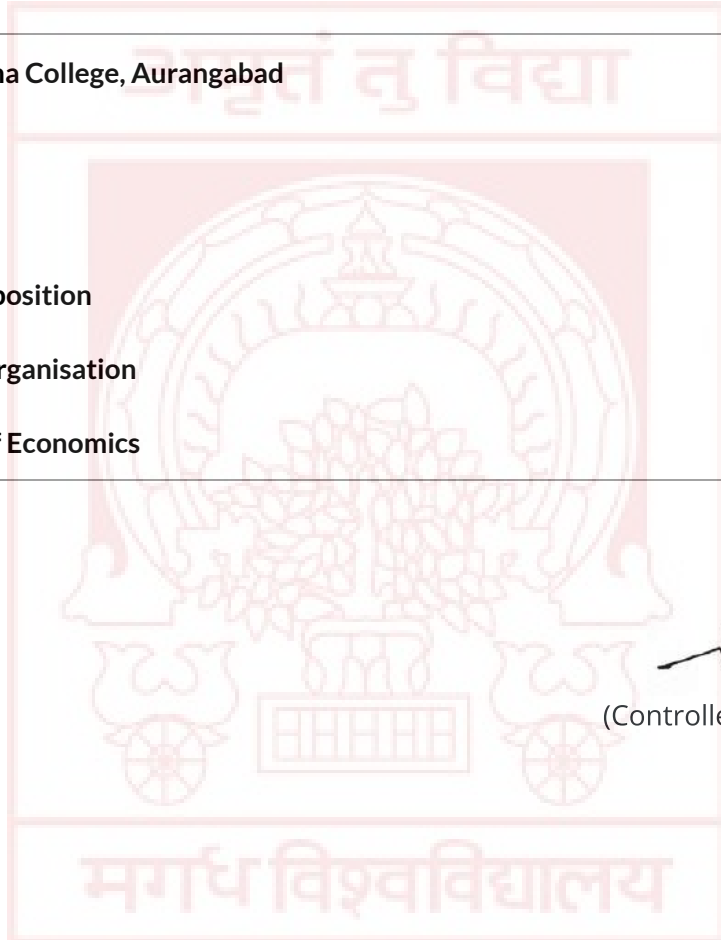 अमृतं तु विद्या
na College, Aurangabad
position
rganisation
f Economics
(Controlle
मगध विश्वविद्यालय